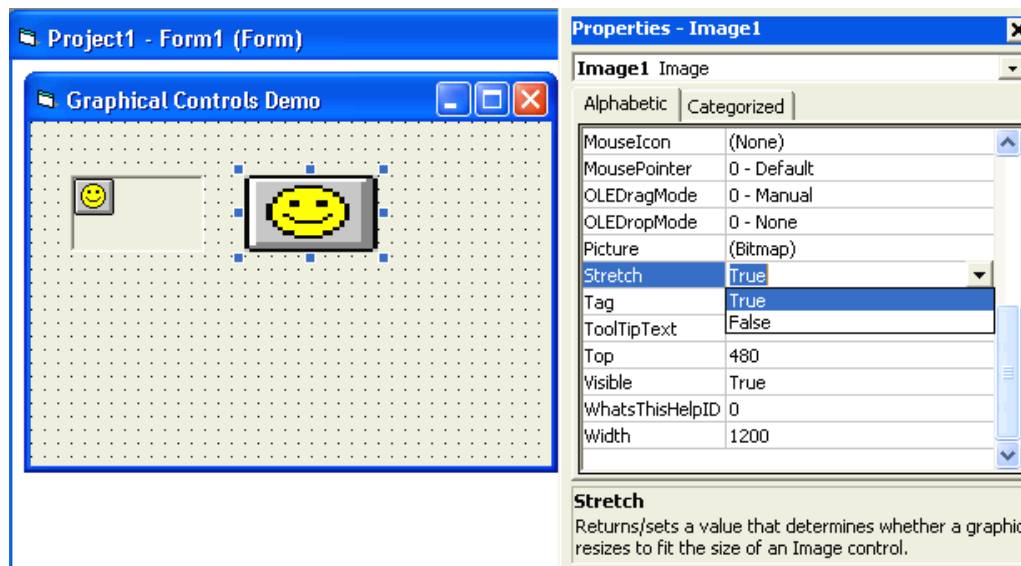 Project1 - Form1 (Form)
Graphical Controls Demo
Properties - Image1
Image1 Image
Alphabetic Categorized
MouseIcon (None)
MousePointer 0 - Default
OLEDragMode 0 - Manual
OLEDropMode 0 - None
Picture (Bitmap)
Stretch True
Tag True
ToolTipText False
Top 480
Visible True
WhatsThisHelpID 0
Width 1200
Stretch
Returns/sets a value that determines whether a graphic
resizes to fit the size of an Image control.